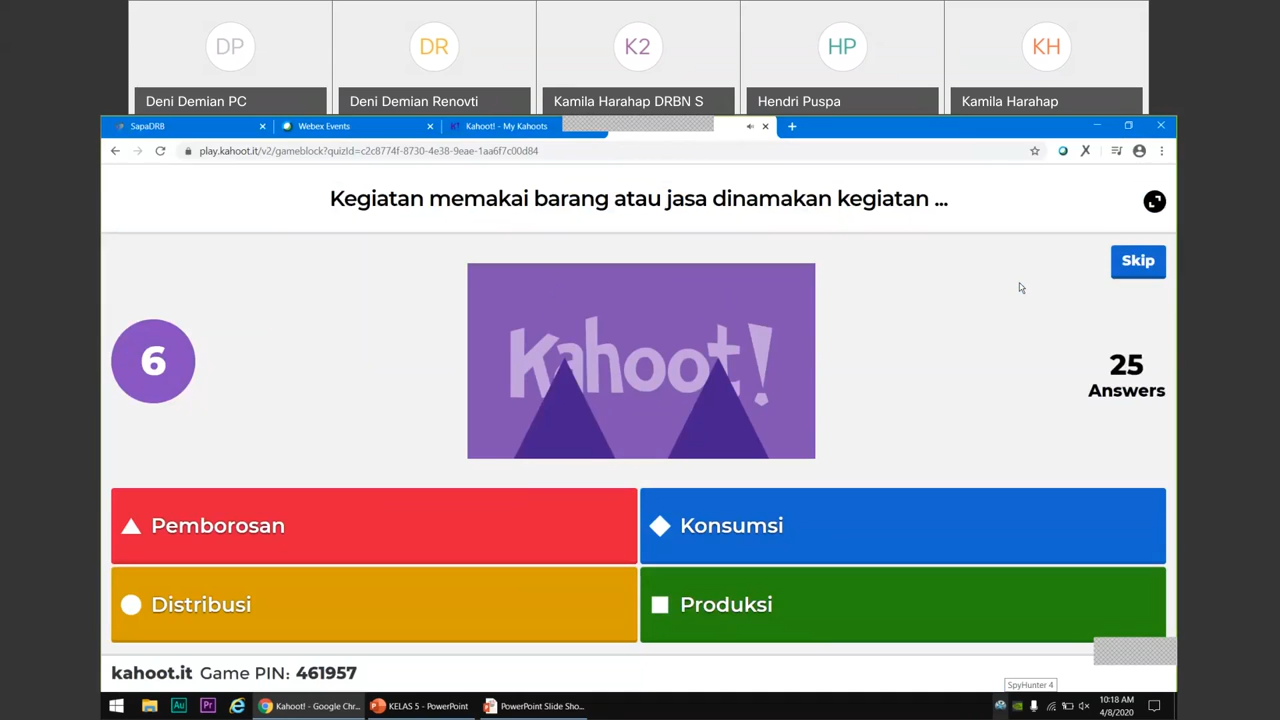 DP
DR
K2
HP
KH
Deni Demian PC
Deni Demian Renovti
Kamila Harahap DRBN S
Hendri Puspa
Kamila Harahap
SapaDRB
Webex Events
Kahoot! - My Kahoots
play.kahoot.it/v2/gameblock?quizId=c2c8774f-8730-4e38-9eae-1aa6f7c00d84
Kegiatan memakai barang atau jasa dinamakan kegiatan ...
Skip
Kahoot!
6
25
Answers
Pemborosan
Konsumsi
Distribusi
Produksi
kahoot.it Game PIN: 461957
SpyHunter 4
Au
Pr
Kahoot! - Google Chr...
KELAS 5 - PowerPoint
PowerPoint Slide Sho...
10:18 AM
4/8/2020